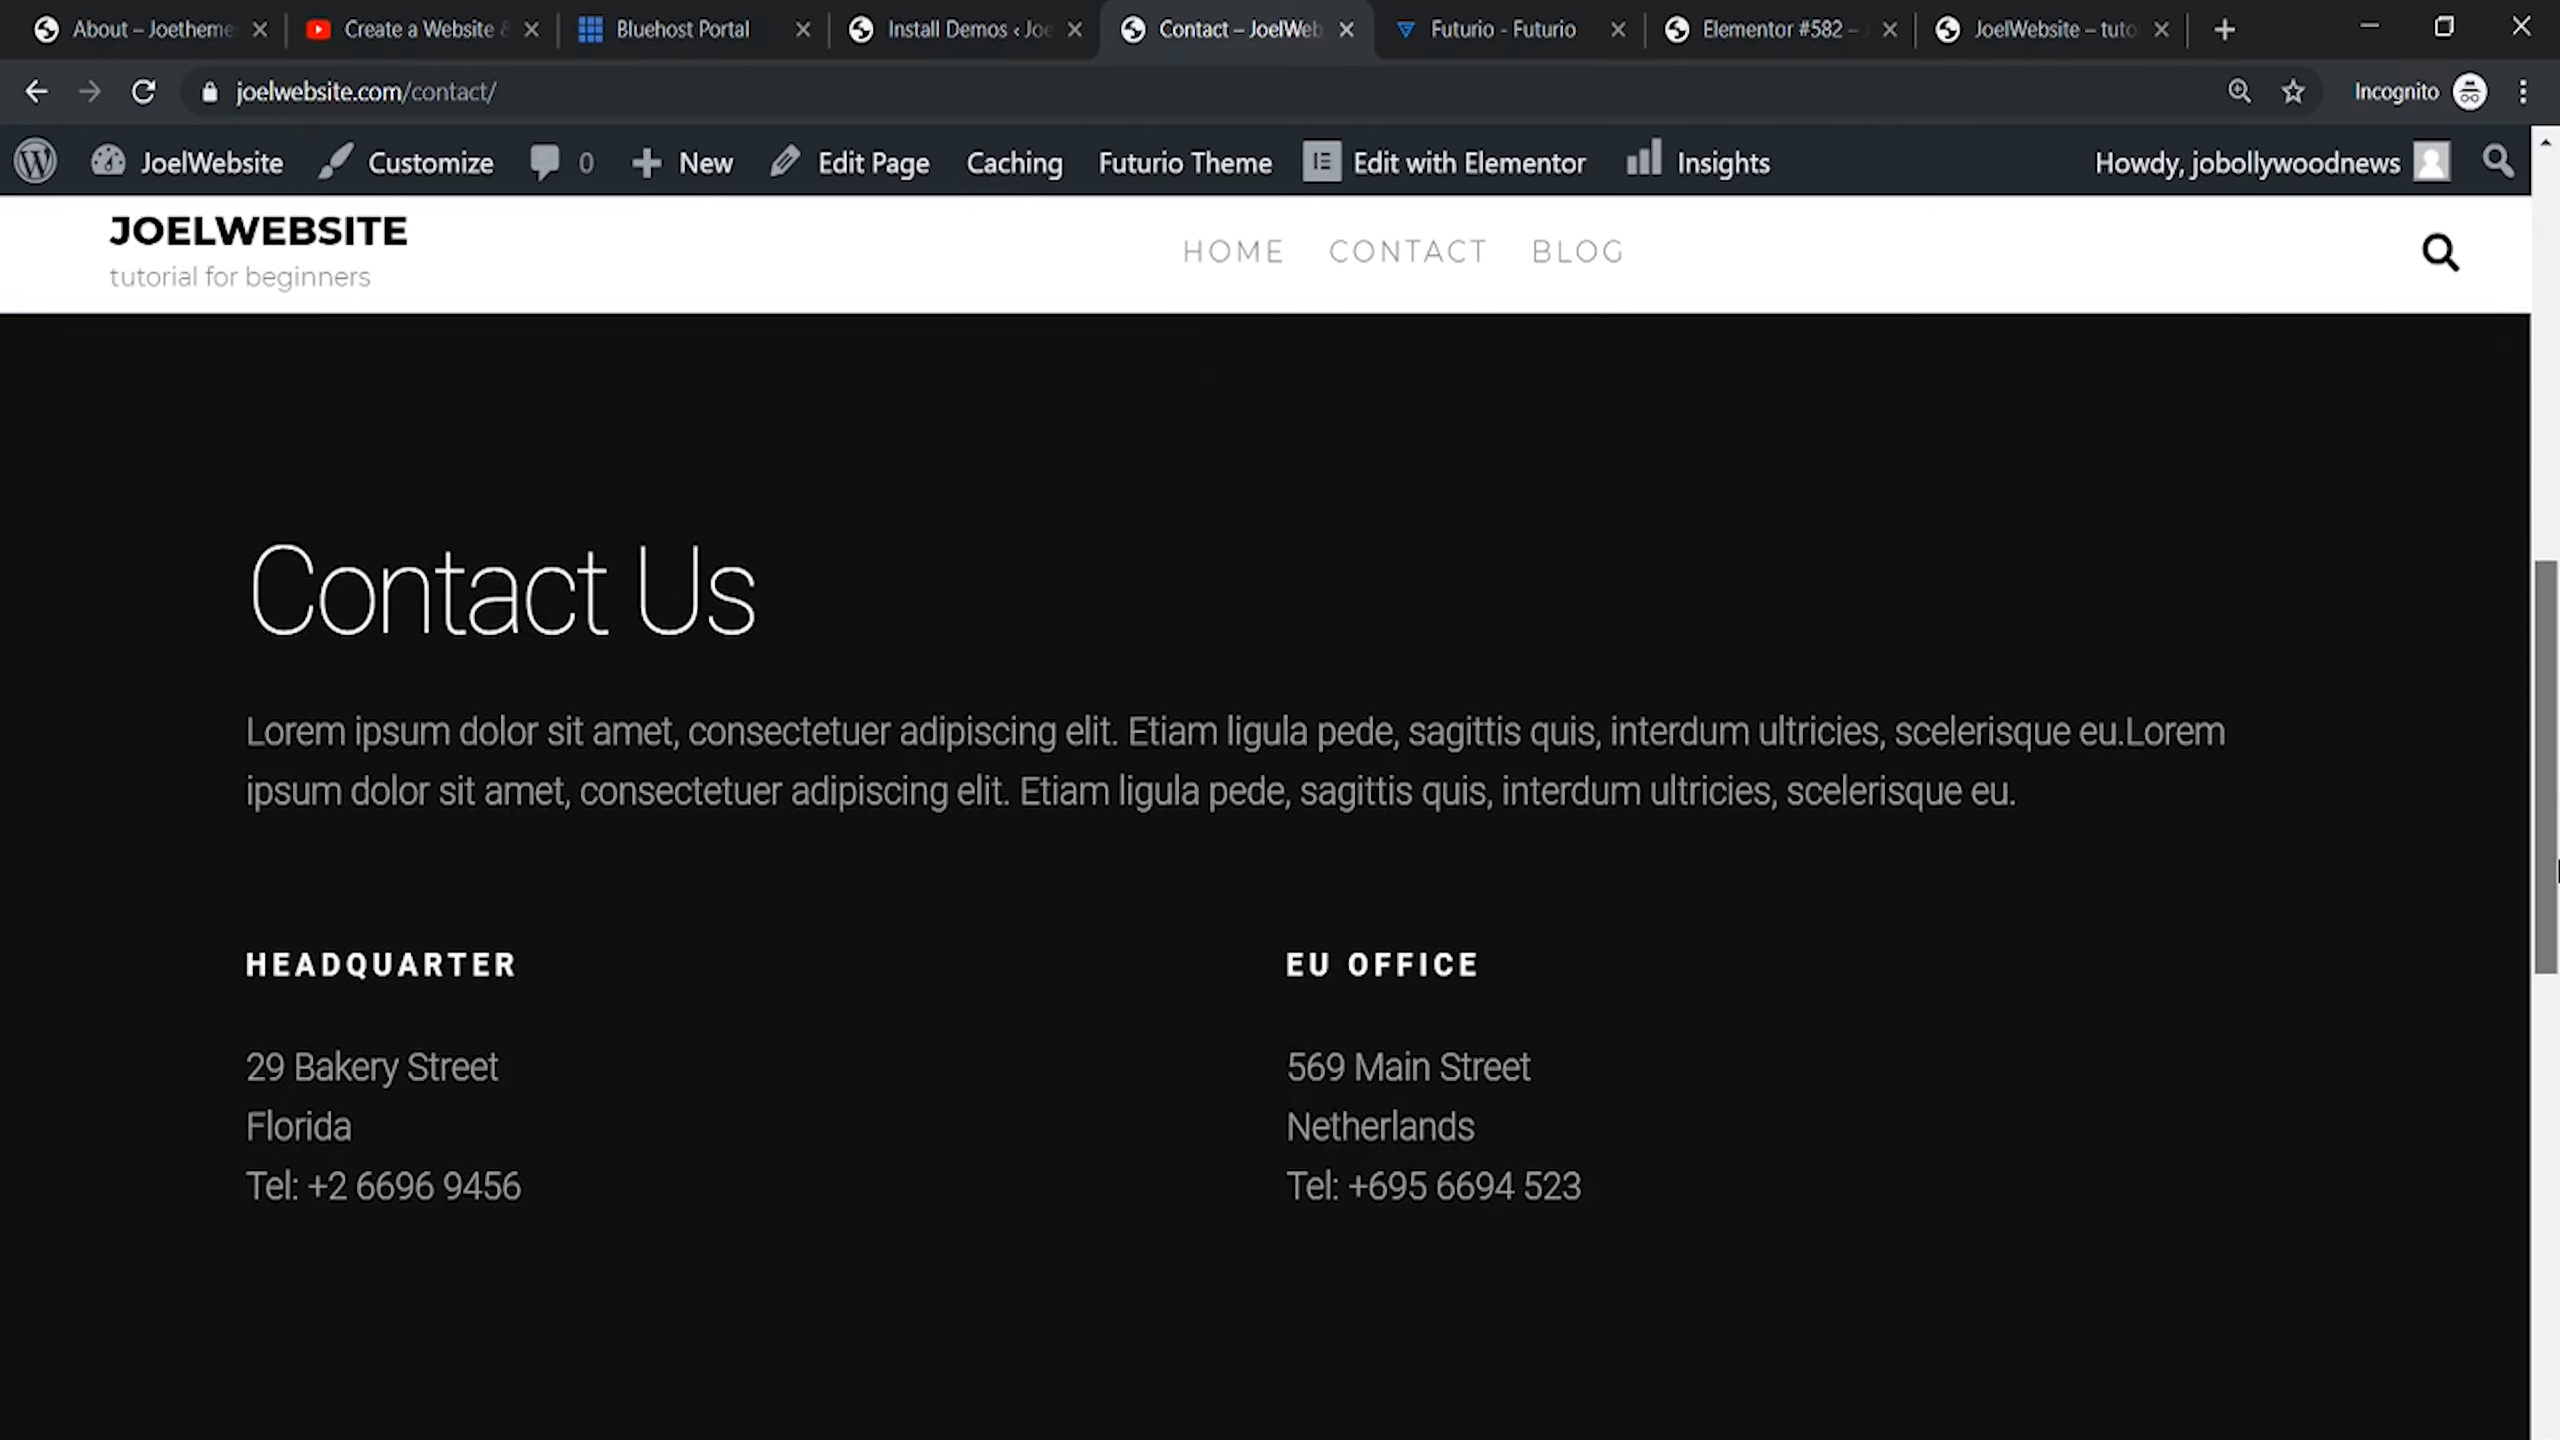 About – Joetheme
Create a Website &
Bluehost Portal
Install Demos ‹ Joe
Contact – JoelWeb
Futurio - Futurio
Elementor #582 –
JoelWebsite – tuto
joelwebsite.com/contact/
Incognito
JoelWebsite
Customize
0
New
Edit Page
Caching
Futurio Theme
Edit with Elementor
Insights
Howdy, jobollywoodnews
JOELWEBSITE
tutorial for beginners
HOME
CONTACT
BLOG
Contact Us
Lorem ipsum dolor sit amet, consectetuer adipiscing elit. Etiam ligula pede, sagittis quis, interdum ultricies, scelerisque eu.Lorem
ipsum dolor sit amet, consectetuer adipiscing elit. Etiam ligula pede, sagittis quis, interdum ultricies, scelerisque eu.
HEADQUARTER
29 Bakery Street
Florida
Tel: +2 6696 9456
EU OFFICE
569 Main Street
Netherlands
Tel: +695 6694 523